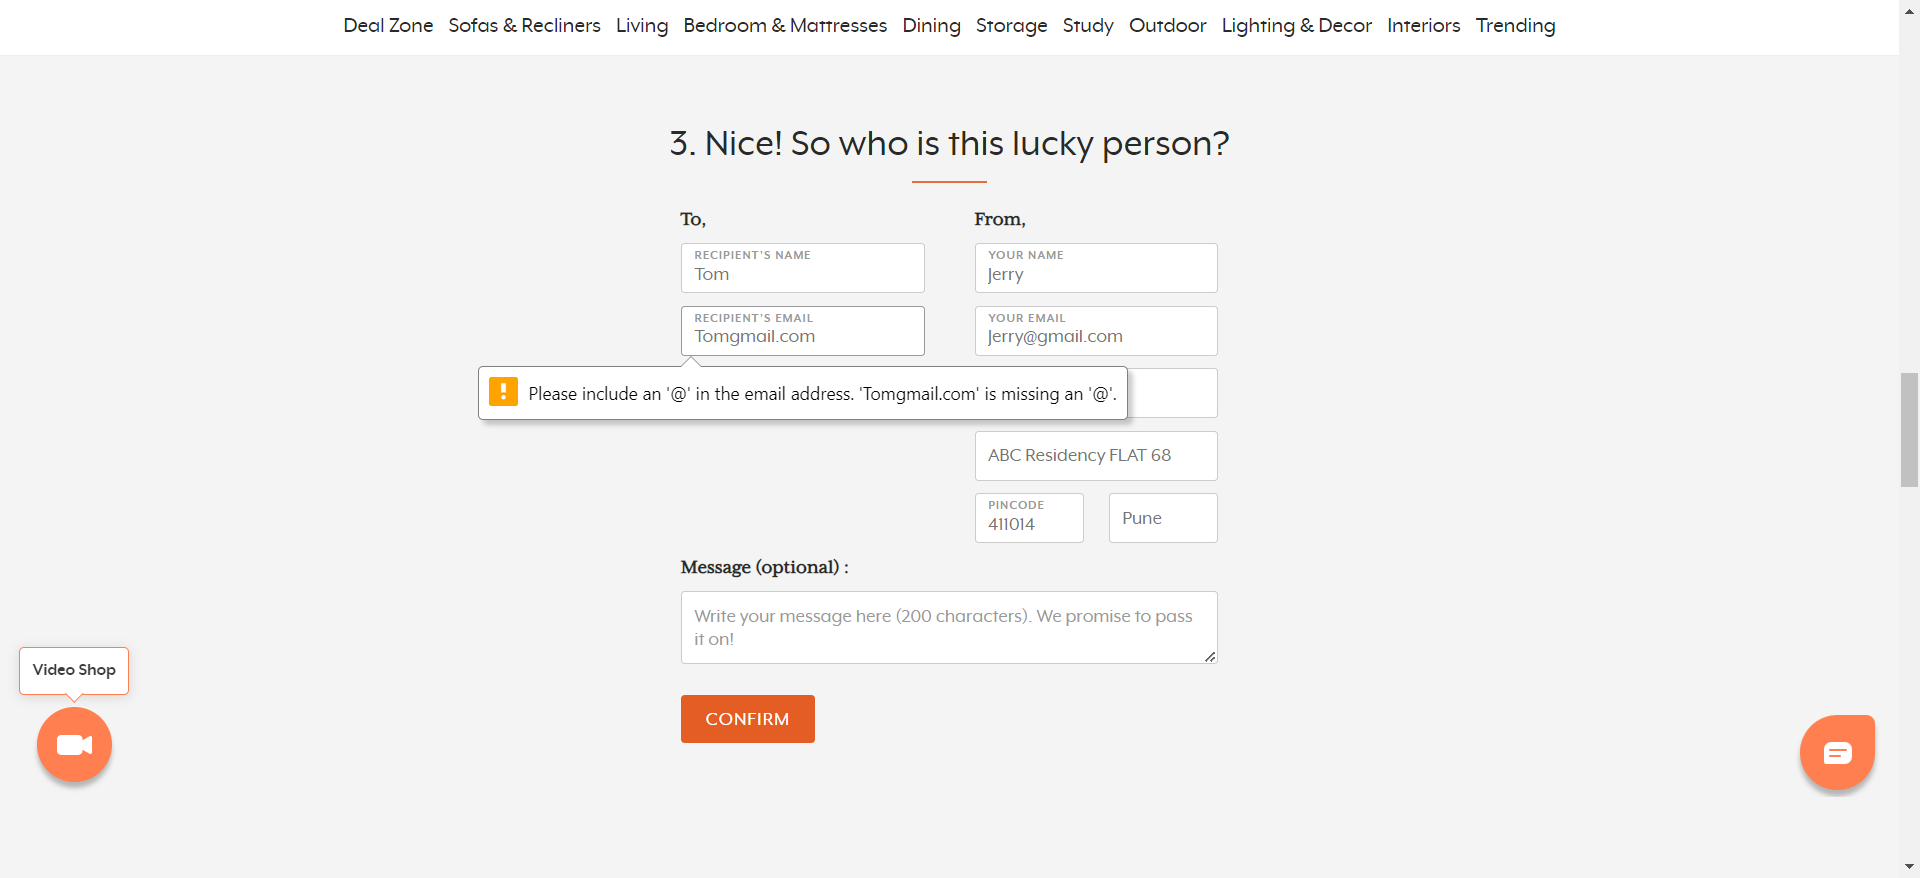 Deal Zone Sofas & Recliners Living Bedroom & Mattresses Dining Storage Study Outdoor Lighting & Decor Interiors Trending
3. Nice! So who is this lucky person?
To,
From,
RECIPIENT'S NAME
Tom
YOUR NAME
Jerry
RECIPIENT'S EMAIL
Tomgmail.com
YOUR EMAIL
Jerry@gmail.com
Please include an '@' in the email address. 'Tomgmail.com' is missing an '@'.
ABC Residency FLAT 68
PINCODE
411014
Pune
Message (optional) :
Write your message here (200 characters). We promise to pass
it on!
Video Shop
CONFIRM